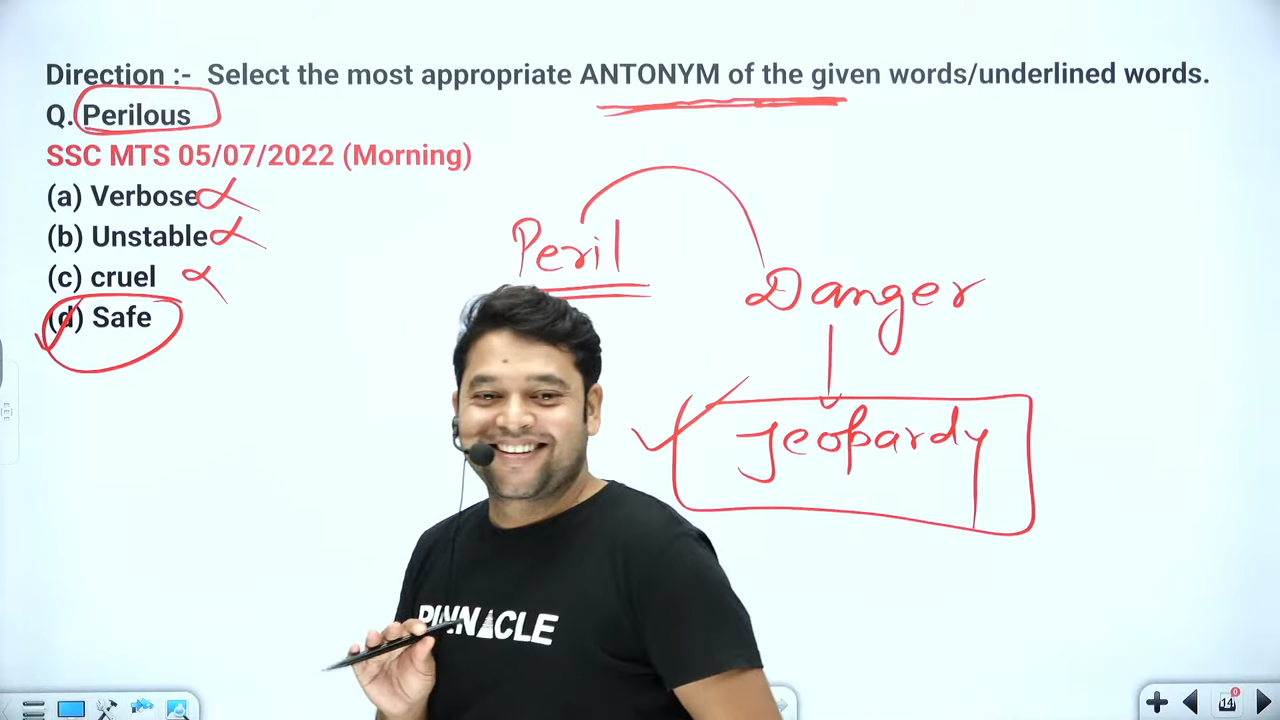 Direction :- Select the most appropriate ANTONYM of the given words/underlined words.
Q. Perilous
SSC MTS 05/07/2022 (Morning)
(a) Verbose
(b) Unstable
(c) cruel
(d) Safe
Peril
Danger
Jeopardy
PINNACLE
14
0